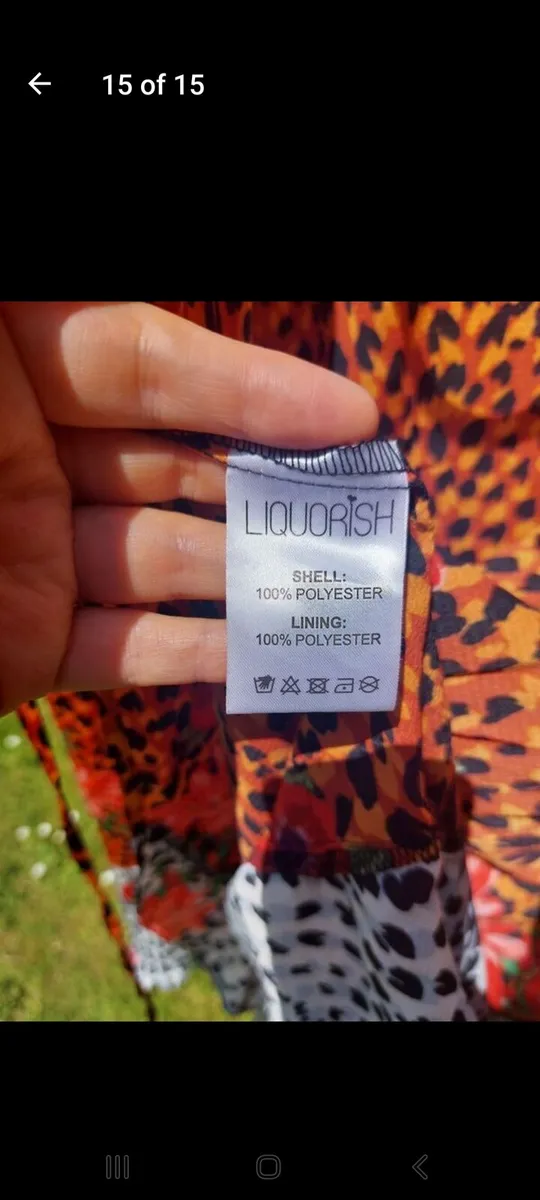 15 of 15
LIQUORISH
SHELL:
100% POLYESTER
LINING:
100% POLYESTER